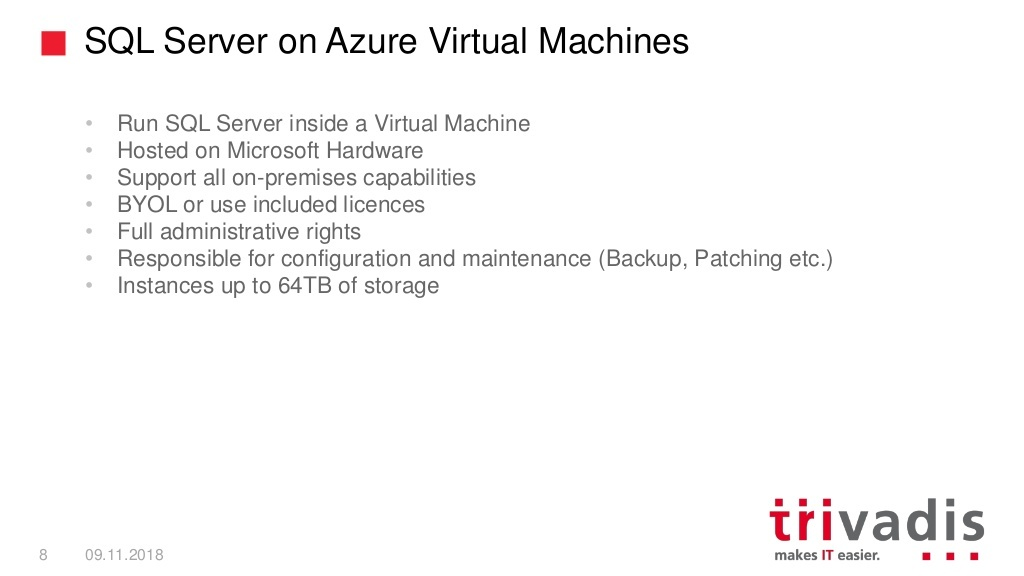 SQL Server on Azure Virtual Machines
• Run SQL Server inside a Virtual Machine
• Hosted on Microsoft Hardware
• Support all on-premises capabilities
• BYOL or use included licences
• Full administrative rights
• Responsible for configuration and maintenance (Backup, Patching etc.)
• Instances up to 64TB of storage
trivadis
makes IT easier.
8 09.11.2018